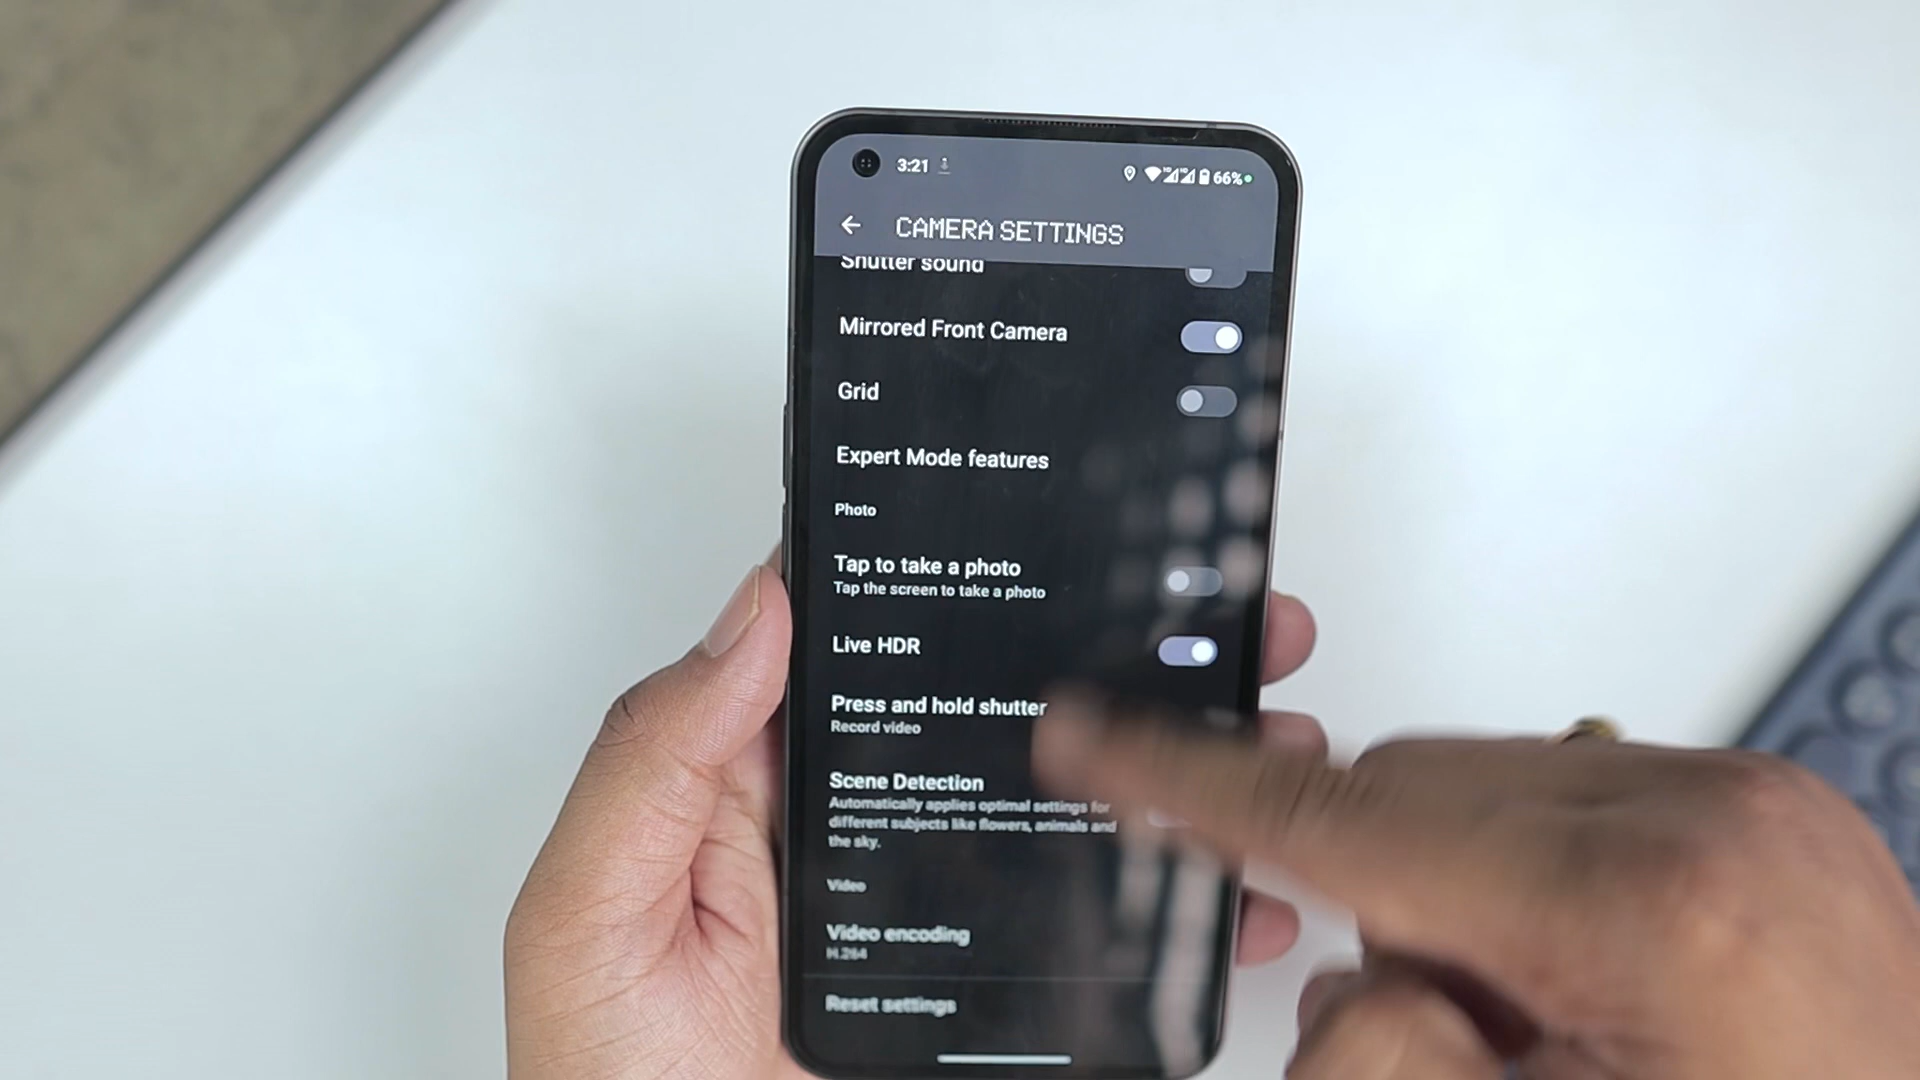 3:21
66%
CAMERA SETTINGS
Shutter sound
Mirrored Front Camera
Grid
Expert Mode features
Photo
Tap to take a photo
Tap the screen to take a photo
Live HDR
Press and hold shutter
Record video
Scene Detection
Automatically applies optimal settings for
different subjects like flowers, animals and
the sky.
Video
Video encoding
H.264
Reset settings